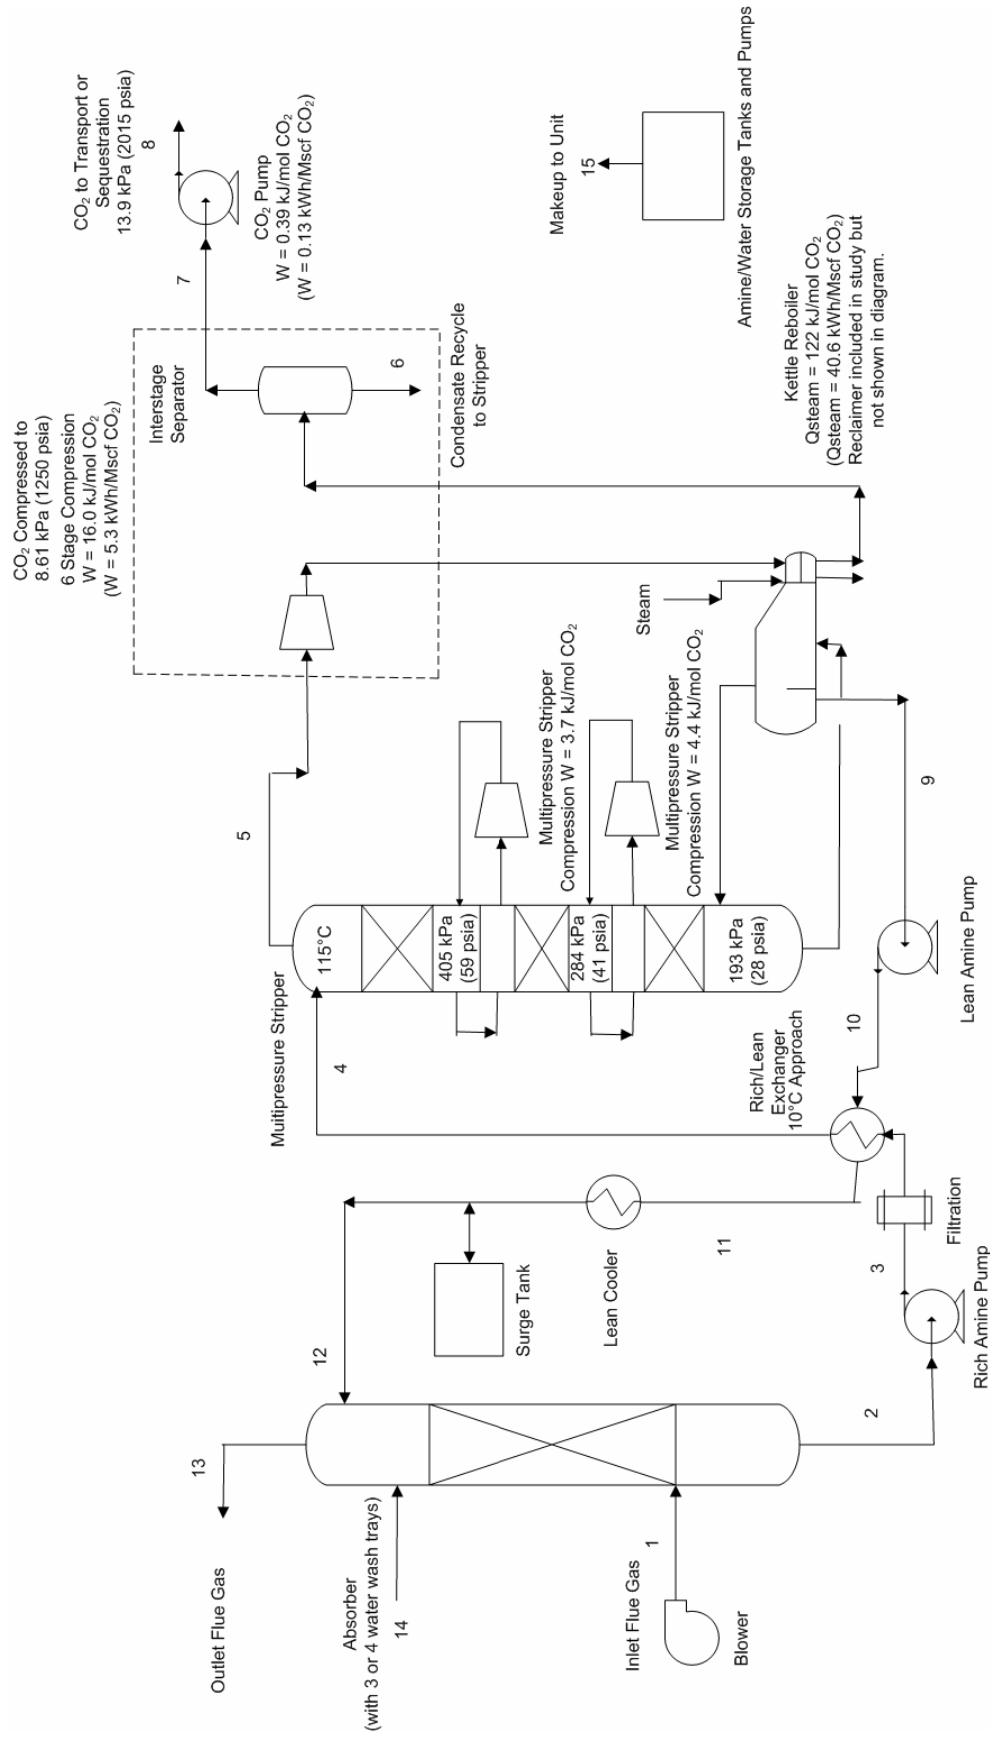 CO₂ to Transport or
Sequestration
13.9 kPa (2015 psia)
8
CO₂ Pump
W = 0.39 kJ/mol CO₂
(W = 0.13 kWh/Mscf CO₂)
7
Makeup to Unit
15
Amine/Water Storage Tanks and Pumps
CO₂ Compressed to
8.61 kPa (1250 psia)
6 Stage Compression
W = 16.0 kJ/mol CO₂
(W = 5.3 kWh/Mscf CO₂)
Interstage
Separator
6
Condensate Recycle
to Stripper
Kettle Reboiler
Qsteam = 122 kJ/mol CO₂
(Qsteam = 40.6 kWh/Mscf CO₂)
Reclaimer included in study but
not shown in diagram.
Steam
5
Multipressure Stripper
Compression W = 3.7 kJ/mol CO₂
Multipressure Stripper
Compression W = 4.4 kJ/mol CO₂
9
Multipressure Stripper
115°C
405 kPa
(59 psia)
284 kPa
(41 psia)
193 kPa
(28 psia)
Lean Amine Pump
4
10
Rich/Lean
Exchanger
10°C Approach
12
Surge Tank
Lean Cooler
11
3
Filtration
Rich Amine Pump
2
13
Outlet Flue Gas
Absorber
(with 3 or 4 water wash trays)
14
Inlet Flue Gas
1
Blower